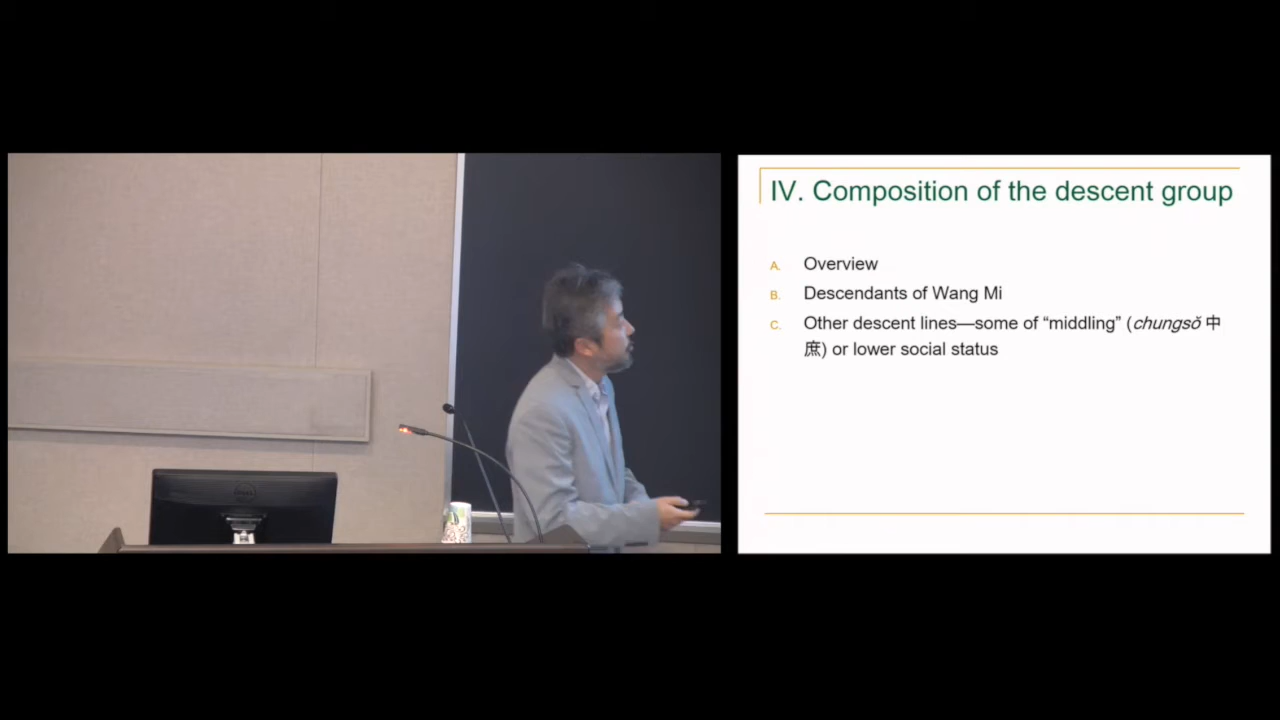 IV. Composition of the descent group
A. Overview
B. Descendants of Wang Mi
C. Other descent lines—some of “middling” (chungsŏ 中
庶) or lower social status
DELL